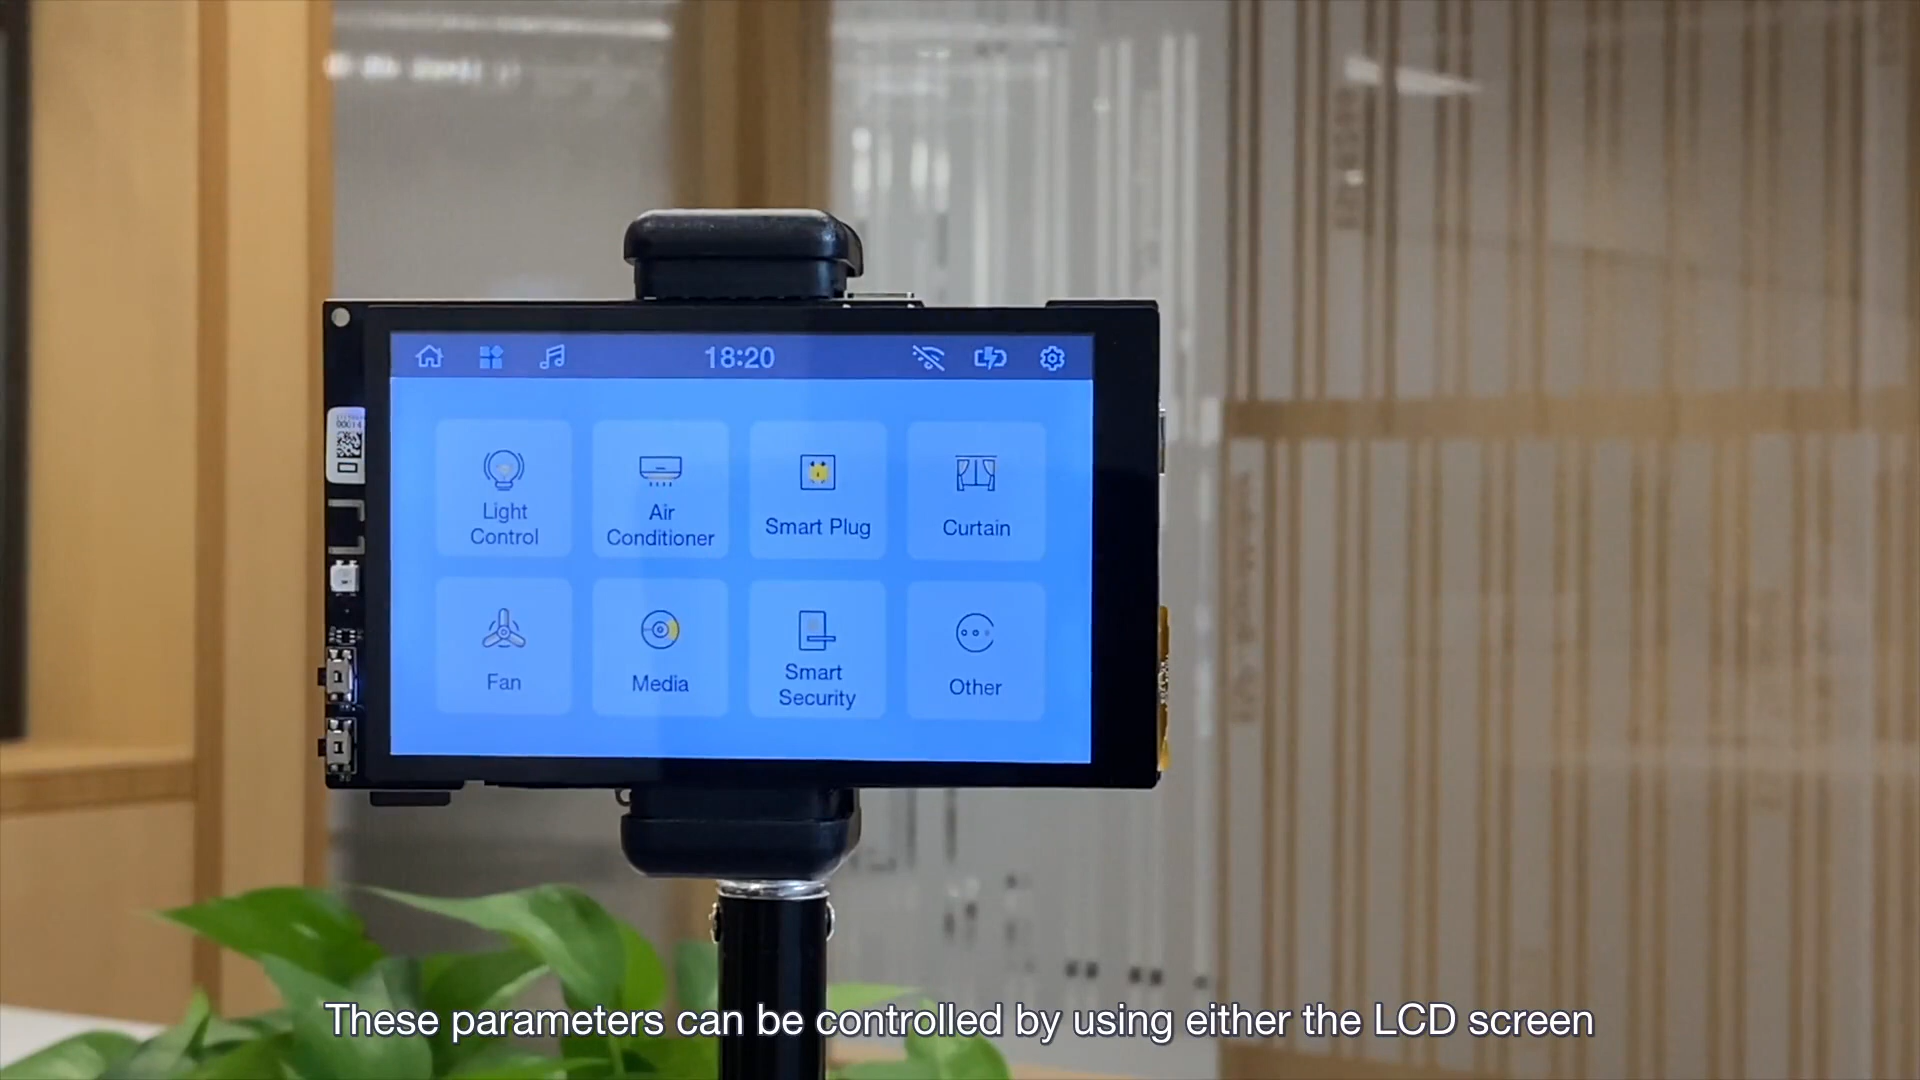 18:20
Light
Control
Air
Conditioner
Smart Plug
Curtain
Fan
Media
Smart
Security
Other
These parameters can be controlled by using either the LCD screen